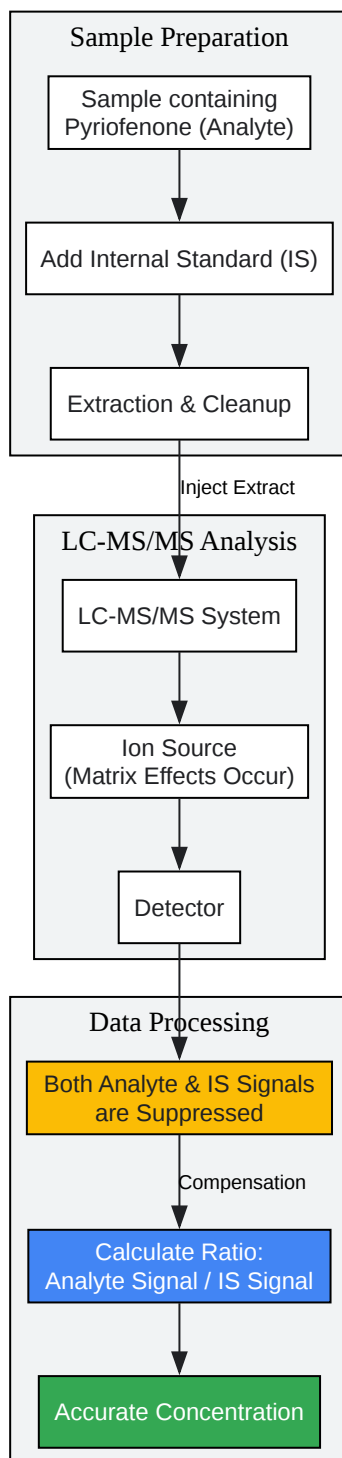 Sample Preparation
Sample containing
Pyriofenone (Analyte)
Add Internal Standard (IS)
Extraction & Cleanup
Inject Extract
LC-MS/MS Analysis
LC-MS/MS System
Ion Source
(Matrix Effects Occur)
Detector
Data Processing
Both Analyte & IS Signals
are Suppressed
Compensation
Calculate Ratio:
Analyte Signal / IS Signal
Accurate Concentration